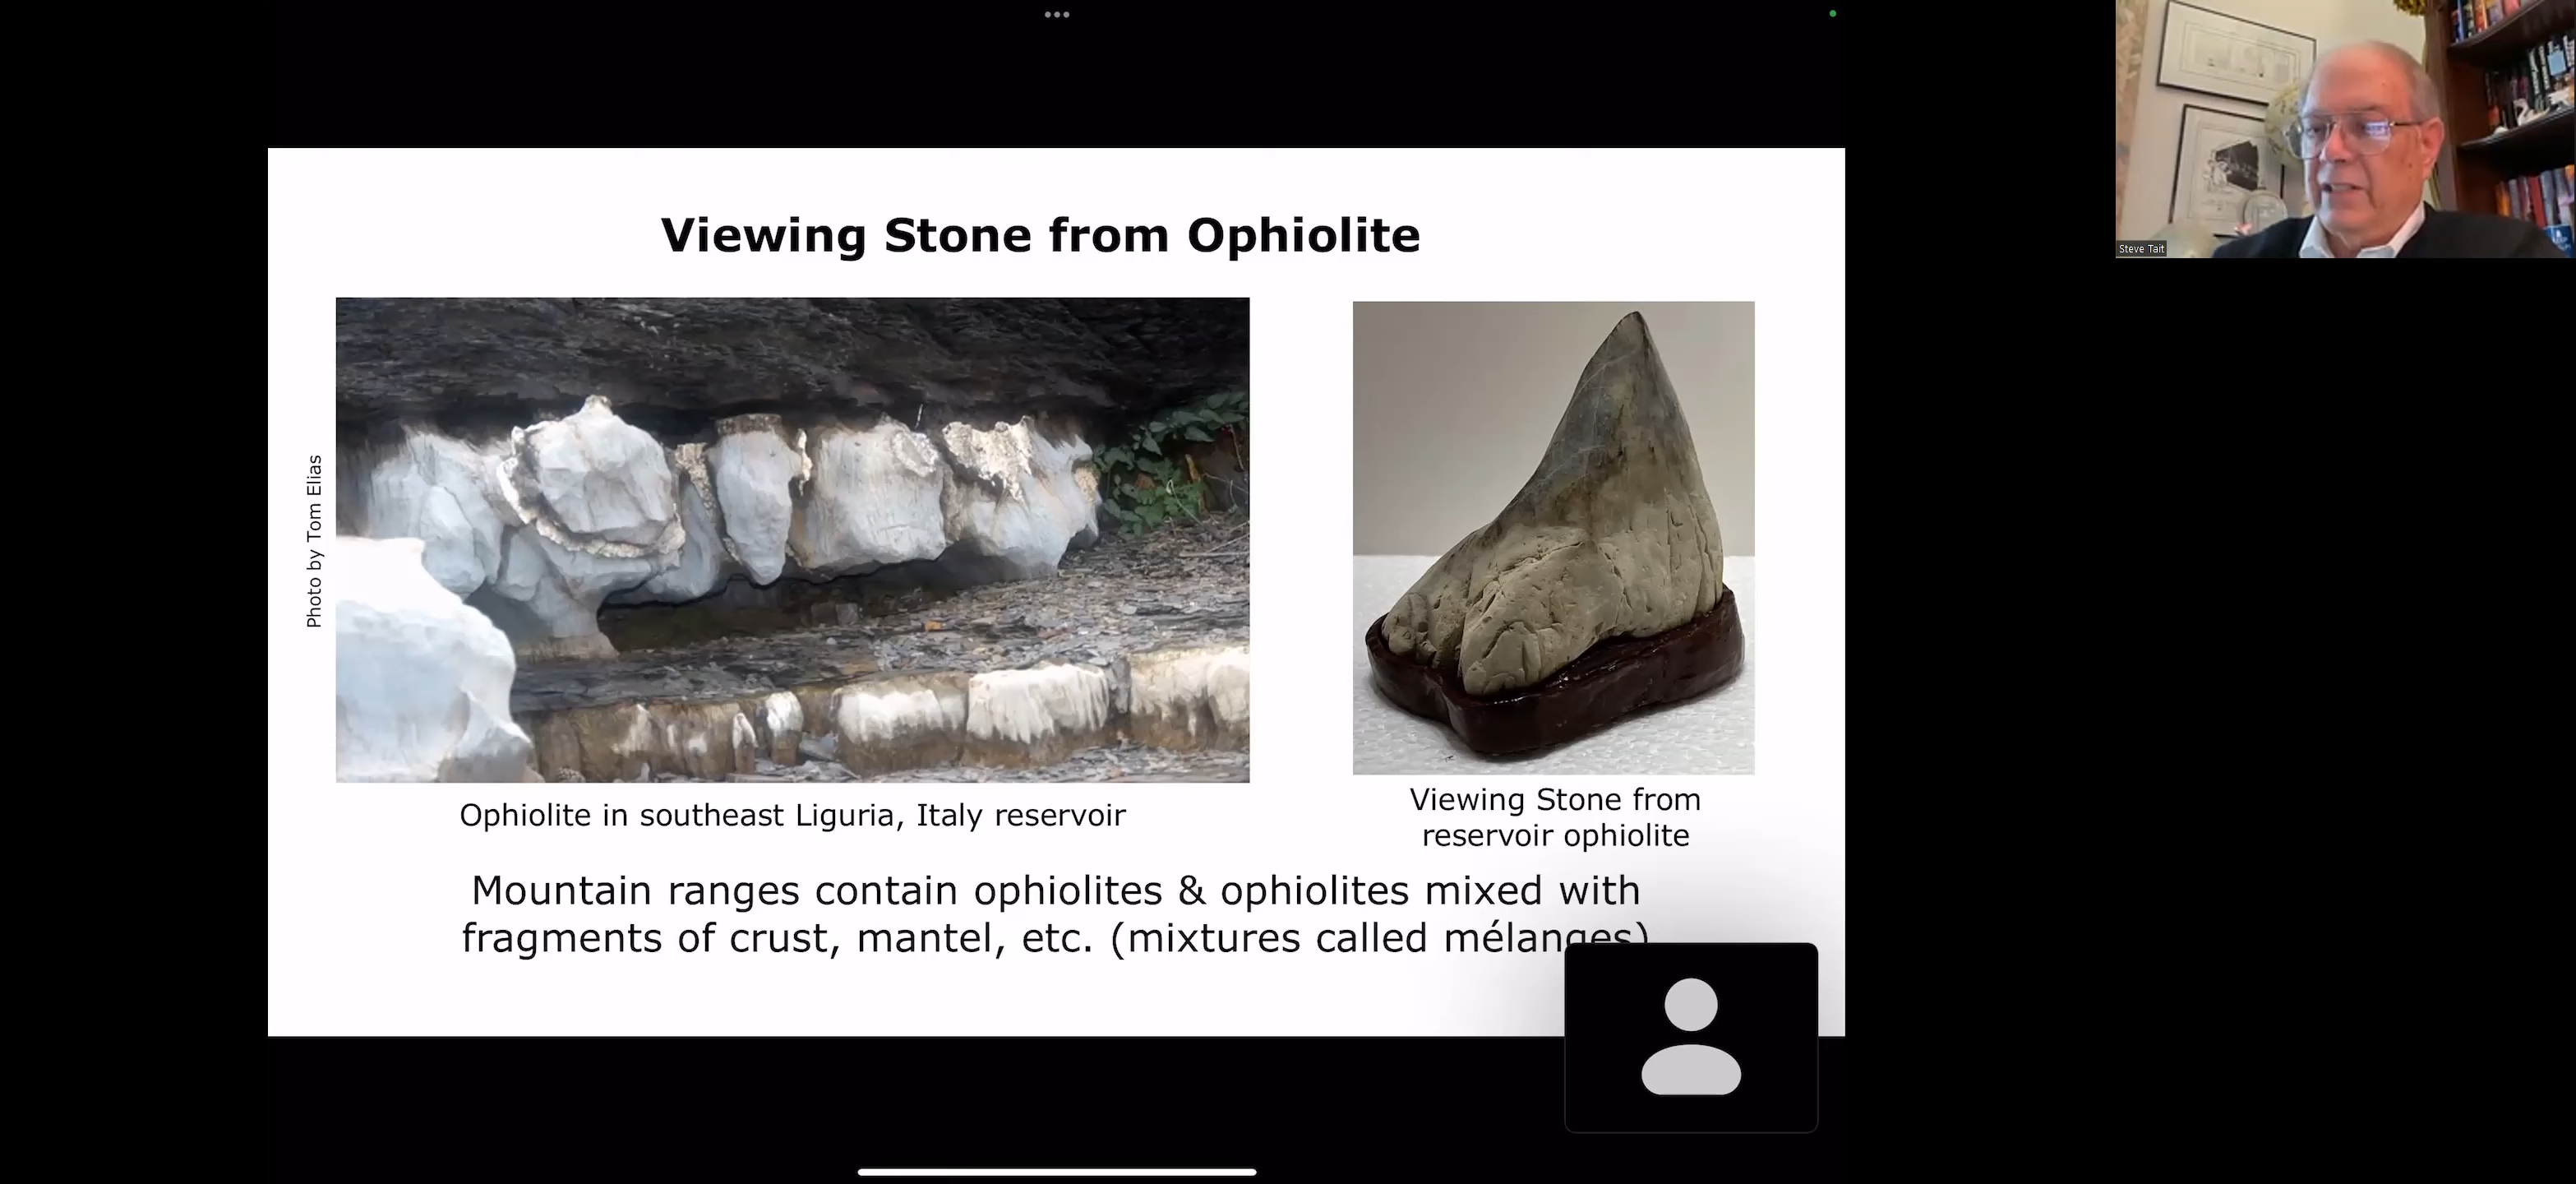 Steve Tait
Viewing Stone from Ophiolite
Photo by Tom Elias
Ophiolite in southeast Liguria, Italy reservoir
Viewing Stone from
reservoir ophiolite
Mountain ranges contain ophiolites & ophiolites mixed with
fragments of crust, mantel, etc. (mixtures called mélanges)